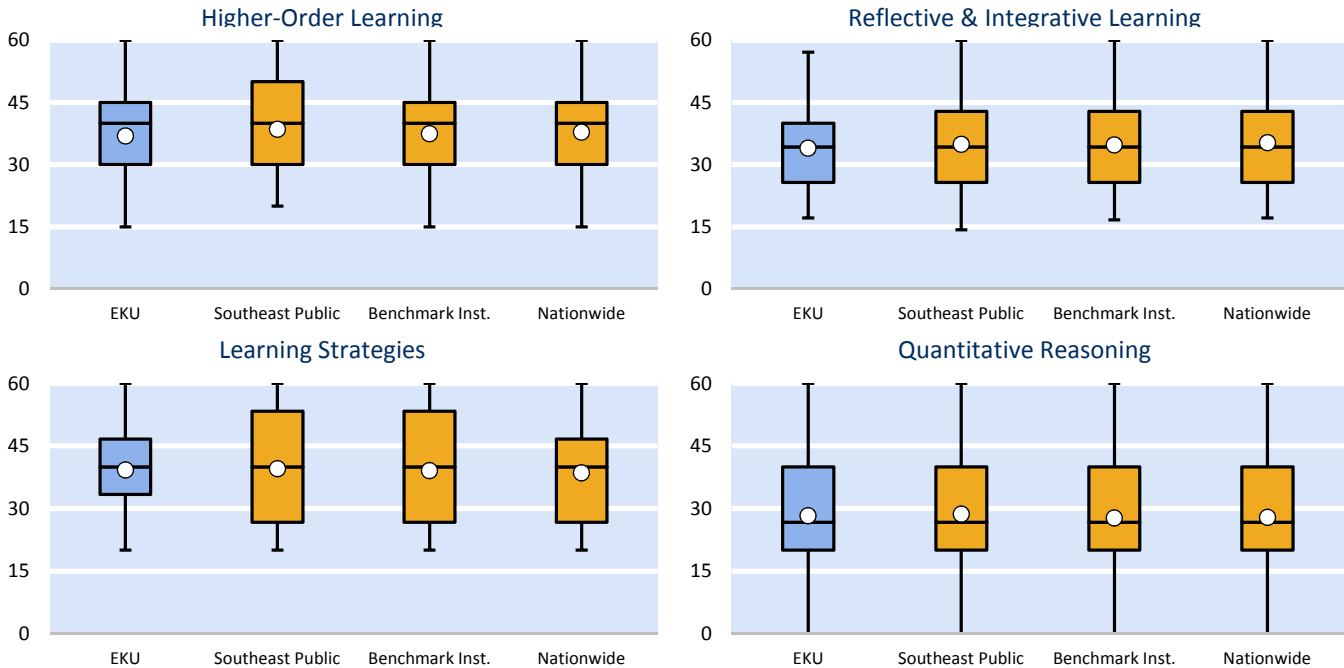 Higher-Order Learning
60
45
30
15
0
EKU Southeast Public Benchmark Inst. Nationwide
Reflective & Integrative Learning
60
45
30
15
0
EKU Southeast Public Benchmark Inst. Nationwide
Learning Strategies
60
45
30
15
0
EKU Southeast Public Benchmark Inst. Nationwide
Quantitative Reasoning
60
45
30
15
0
EKU Southeast Public Benchmark Inst. Nationwide